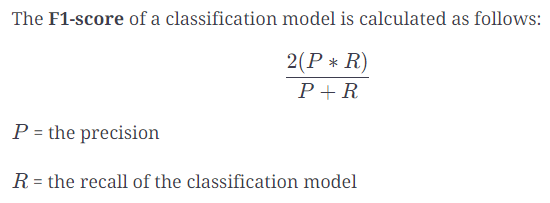 The F1-score of a classification model is calculated as follows:
2(P * R)
P + R
P = the precision
R = the recall of the classification model